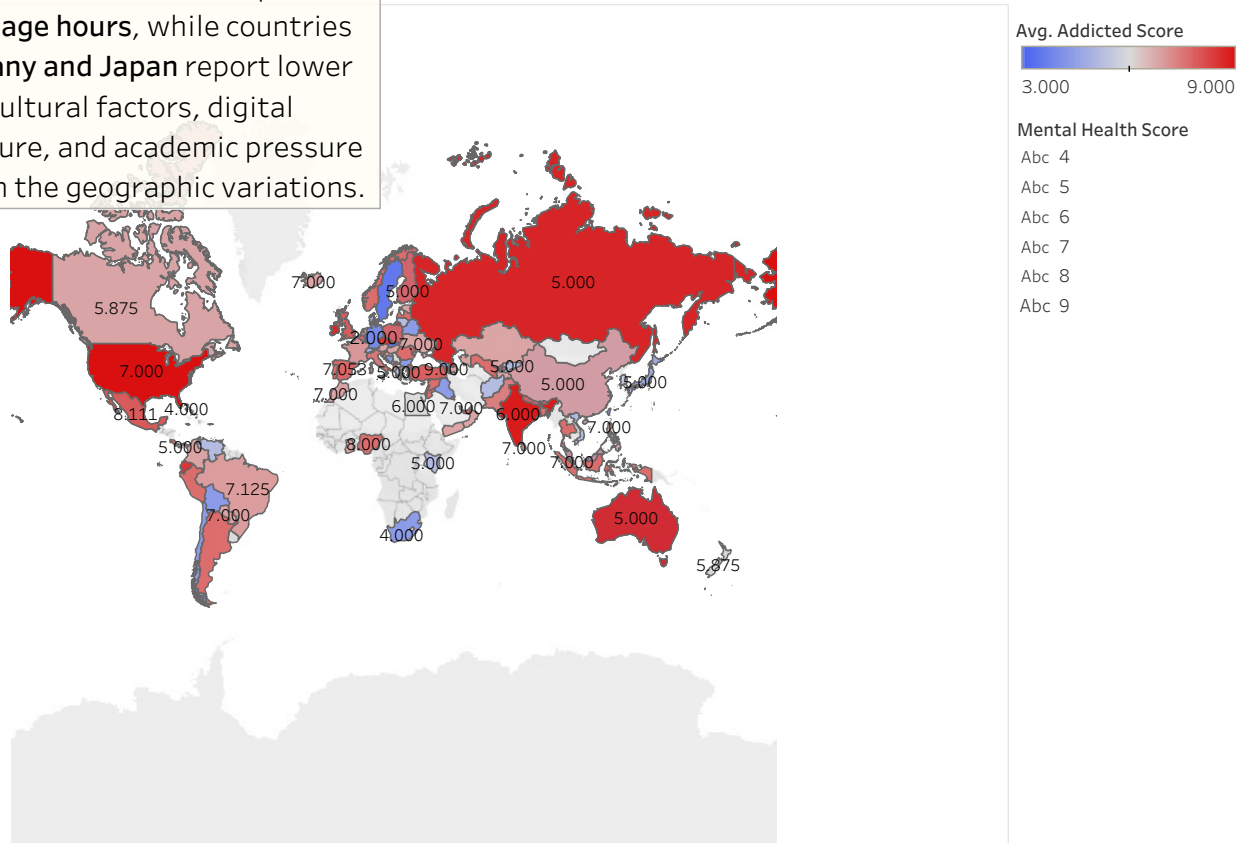 age hours, while countries
any and Japan report lower
ultural factors, digital
ure, and academic pressure
n the geographic variations.
Avg. Addicted Score
3.000 9.000
Mental Health Score
Abc 4
Abc 5
Abc 6
Abc 7
Abc 8
Abc 9
7.000
5.000
5.000
5.875
2.000
7.000
7.000
7.053
5.000
9.000
5.000
5.000
5.000
7.000
8.111
4.000
6.000
7.000
6.000
7.000
5.000
8.000
5.000
7.000
7.000
7.125
7.000
4.000
5.000
5.875